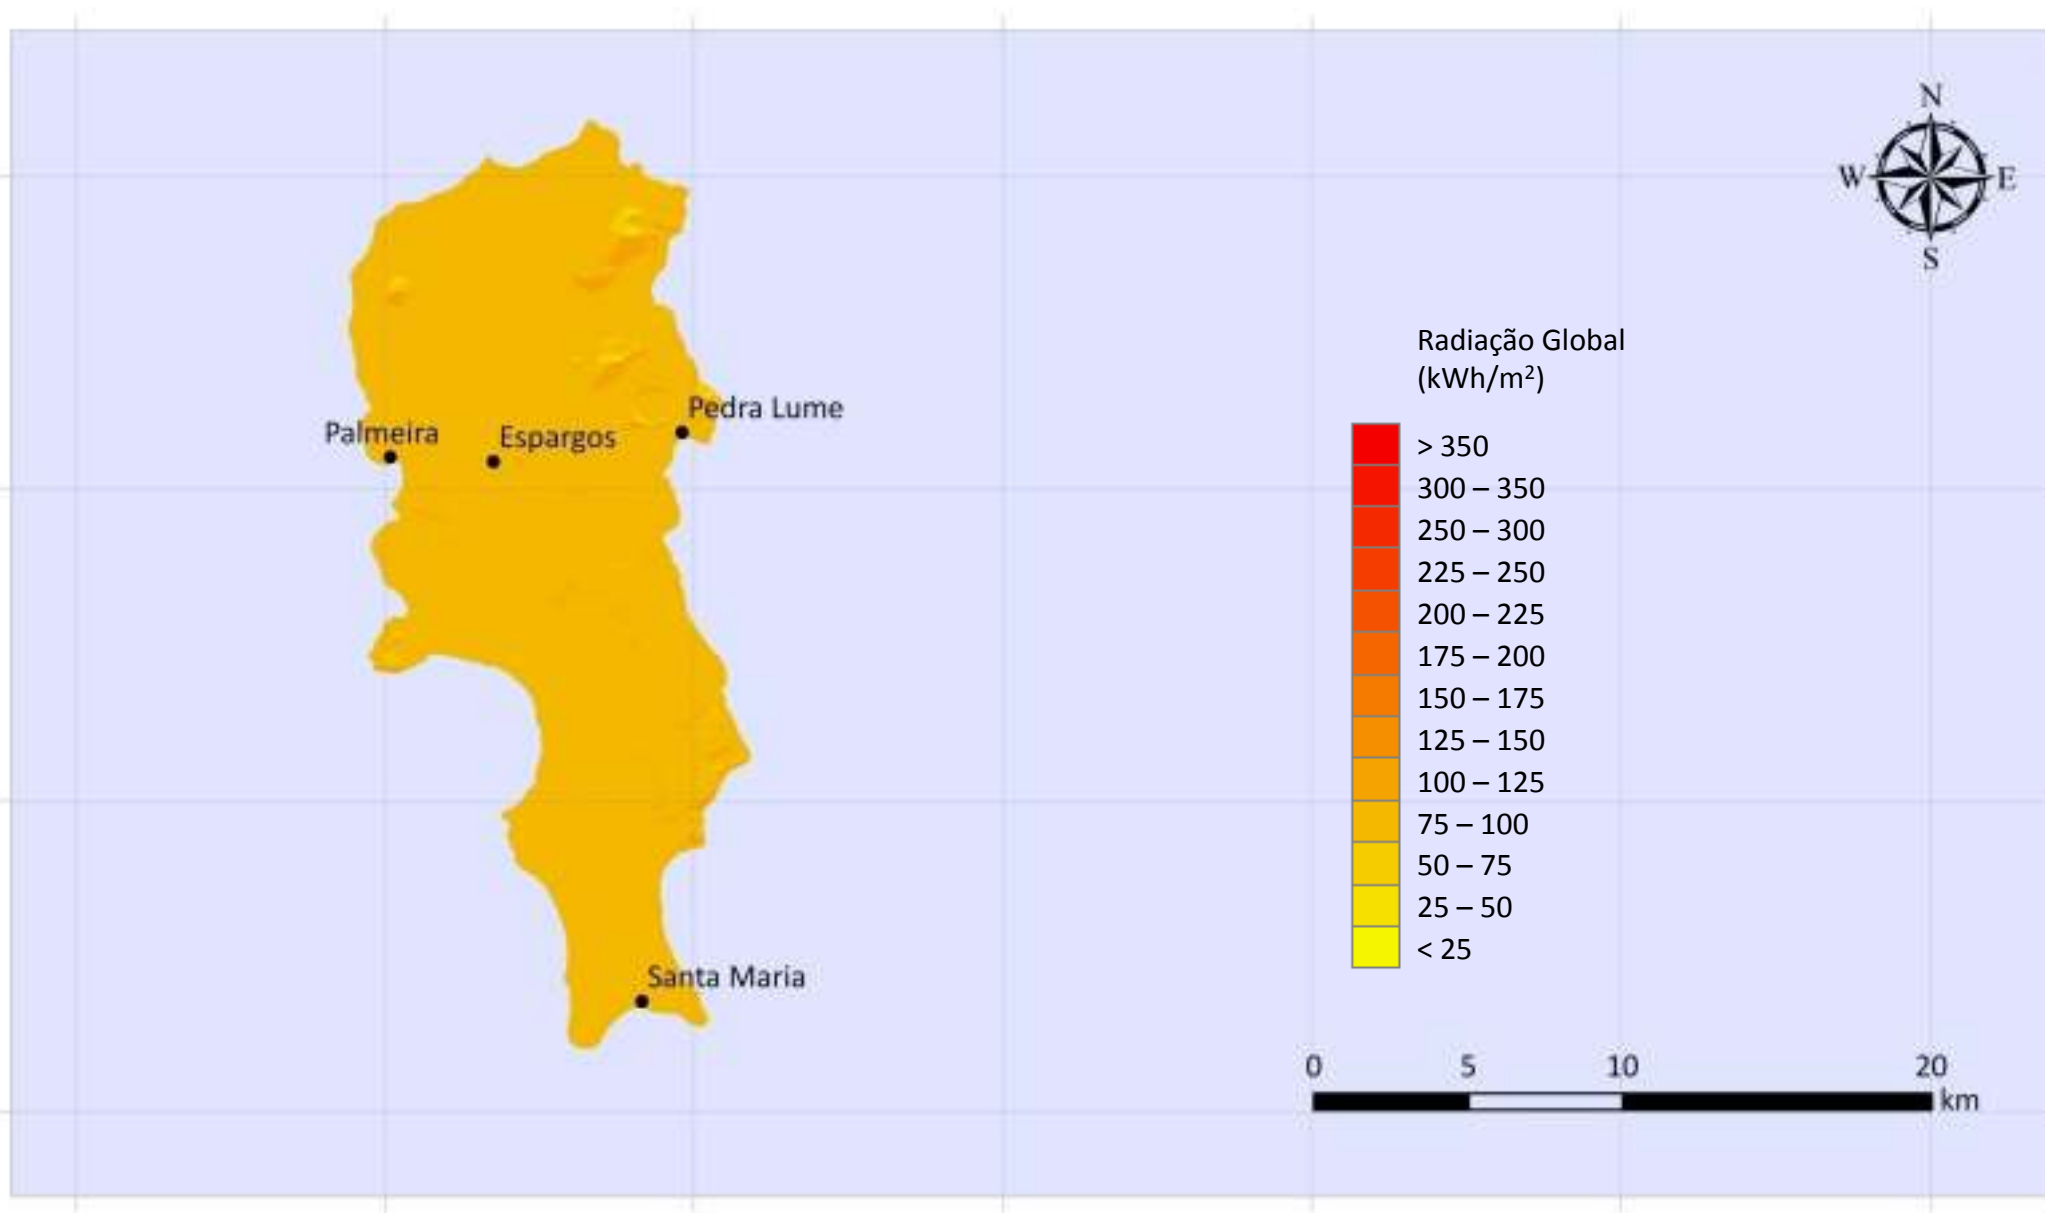 N
W E
S
Radiação Global
(kWh/m²)
Pedra Lume
Palmeira
Espargos
> 350
300 – 350
250 – 300
225 – 250
200 – 225
175 – 200
150 – 175
125 – 150
100 – 125
75 – 100
50 – 75
25 – 50
< 25
Santa Maria
0 5 10 20
km